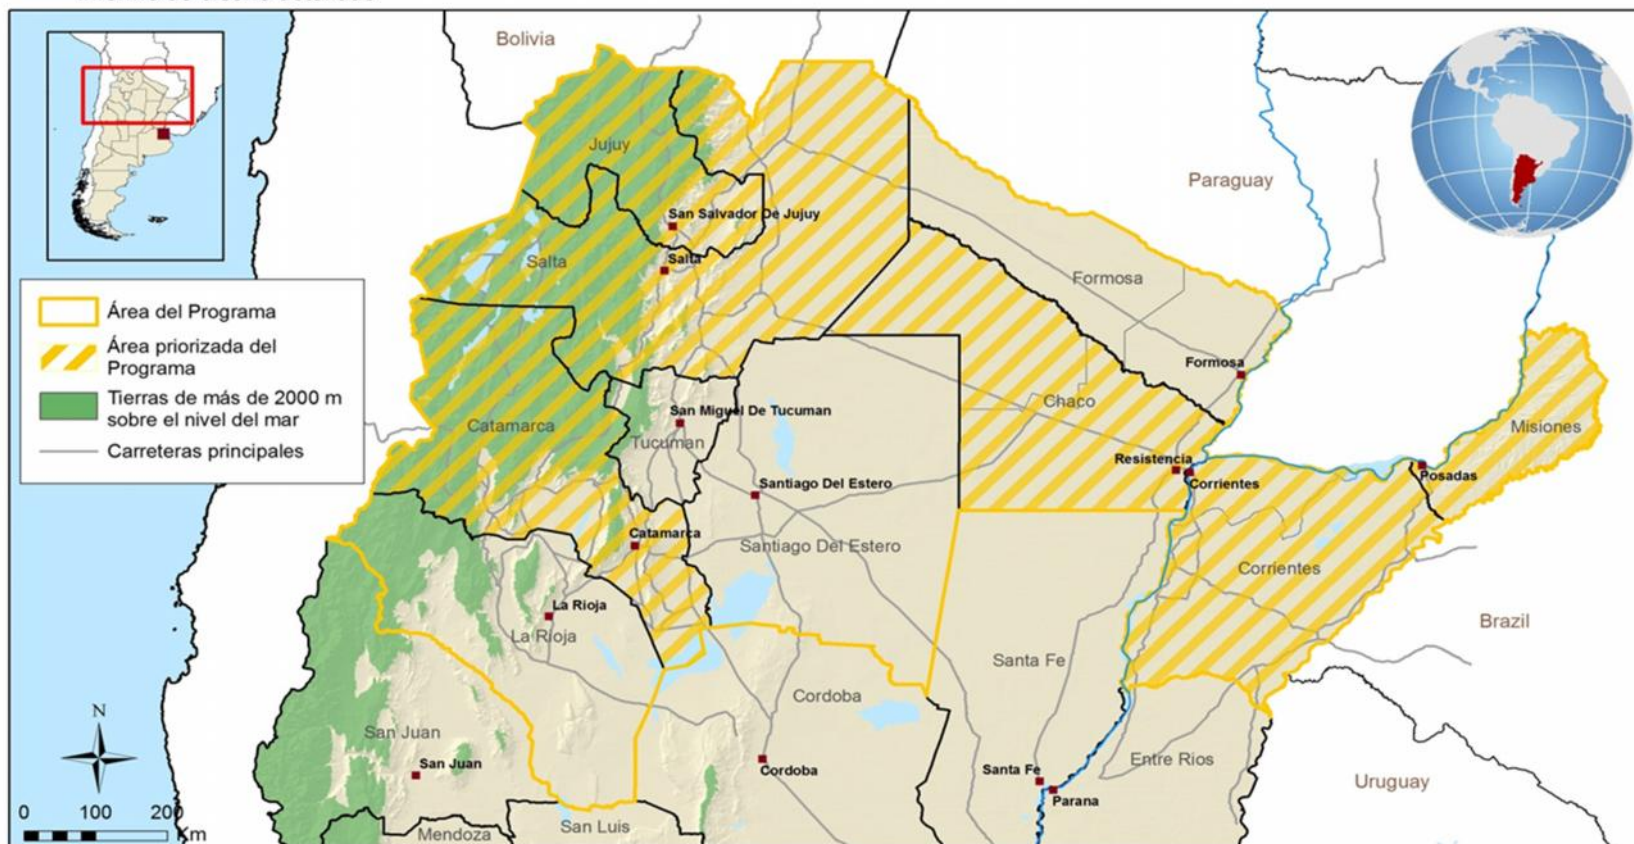 Bolivia
Paraguay
Jujuy
San Salvador De Jujuy
Salta
Salta
Formosa
Área del Programa
Área priorizada del
Programa
Tierras de más de 2000 m
sobre el nivel del mar
Carreteras principales
Formosa
Chaco
Catamarca
San Miguel De Tucuman
Tucuman
Misiones
Resistencia
Corrientes
Posadas
Santiago Del Estero
Catamarca
Santiago Del Estero
Corrientes
La Rioja
La Rioja
Brazil
Santa Fe
Cordoba
San Juan
San Juan
Cordoba
Santa Fe
Parana
Entre Rios
Uruguay
N
0 100 200
Km
Mendoza
San Luis